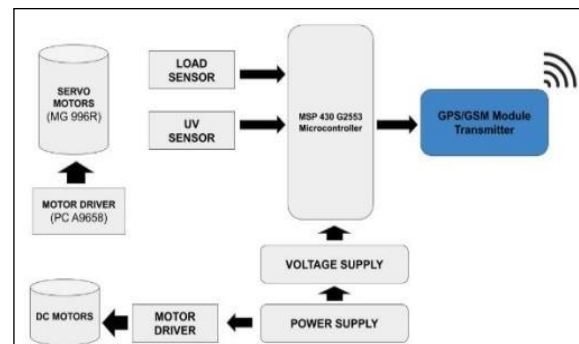 LOAD
SENSOR
SERVO
MOTORS
(MG 996R)
UV
SENSOR
MSP 430 G2553
Microcontroller
GPS/GSM Module
Transmitter
MOTOR DRIVER
(PC A9658)
VOLTAGE SUPPLY
DC MOTORS
MOTOR
DRIVER
POWER SUPPLY